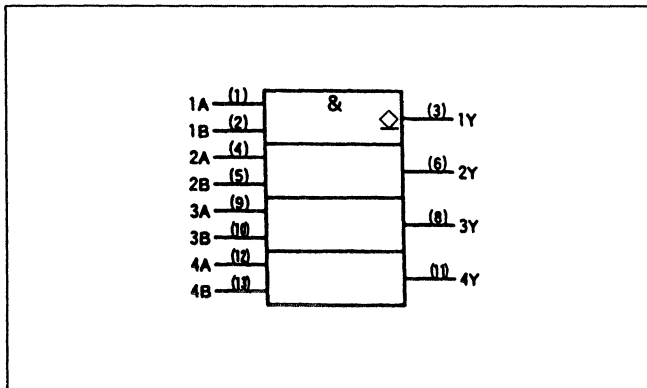 &
1A (1)
1B (2)
(3) 1Y
2A (4)
2B (5)
(6) 2Y
3A (9)
3B (10)
(8) 3Y
4A (12)
4B (13)
(11) 4Y